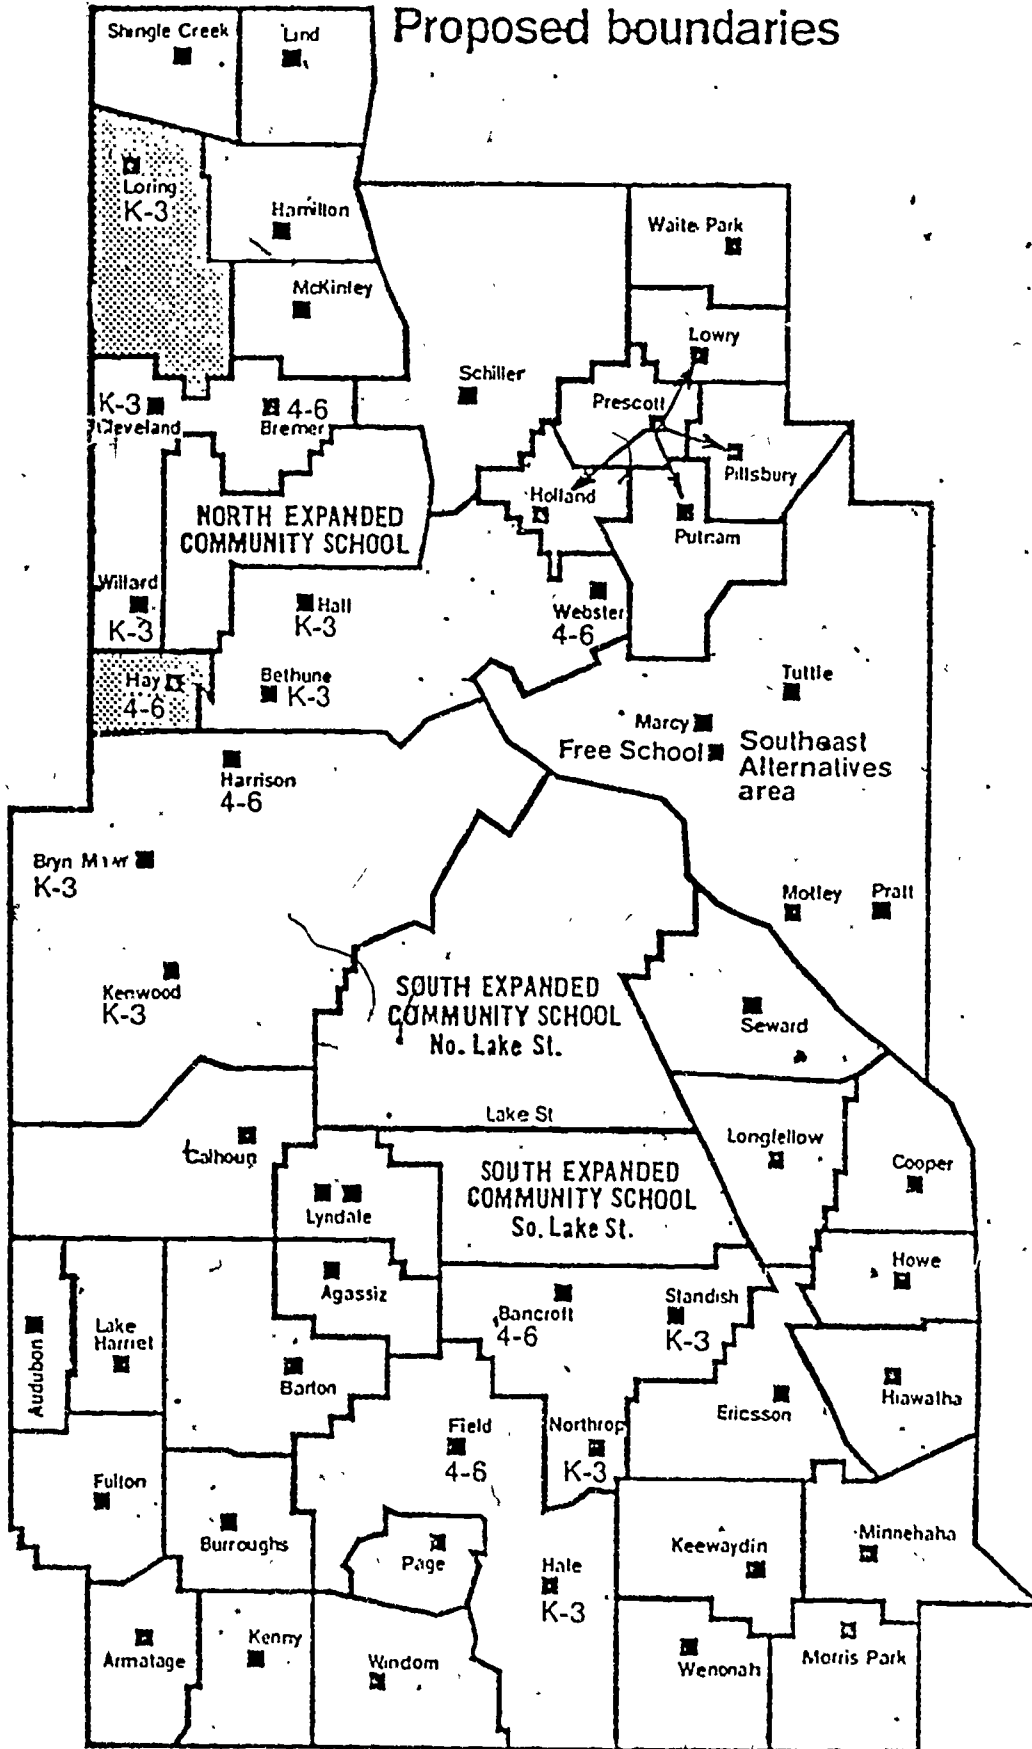 Proposed boundaries
Shingle Creek
Lind
Loring
K-3
Hamilton
McKinley
Waite Park
Lowry
Schiller
Prescott
K-3
Cleveland
4-6
Bremer
Pillsbury
Holland
Putnam
NORTH EXPANDED
COMMUNITY SCHOOL
Willard
K-3
Hall
K-3
Webster
4-6
Hay
4-6
Bethune
K-3
Tuttle
Marcy
Free School
Southeast
Alternatives
area
Harrison
4-6
Bryn Mawr
K-3
Motley
Pratt
Kenwood
K-3
SOUTH EXPANDED
COMMUNITY SCHOOL
No. Lake St.
Seward
Lake St
Calhoun
Longfellow
Cooper
Lyndale
SOUTH EXPANDED
COMMUNITY SCHOOL
So. Lake St.
Howe
Agassiz
Bancroft
4-6
Standish
K-3
Audubon
Lake
Harriet
Barton
Ericsson
Hiawatha
Field
4-6
Northrop
K-3
Fulton
Burroughs
Page
Hale
K-3
Keewaydin
Minnehaha
Armatage
Kenny
Windom
Wenonah
Morris Park